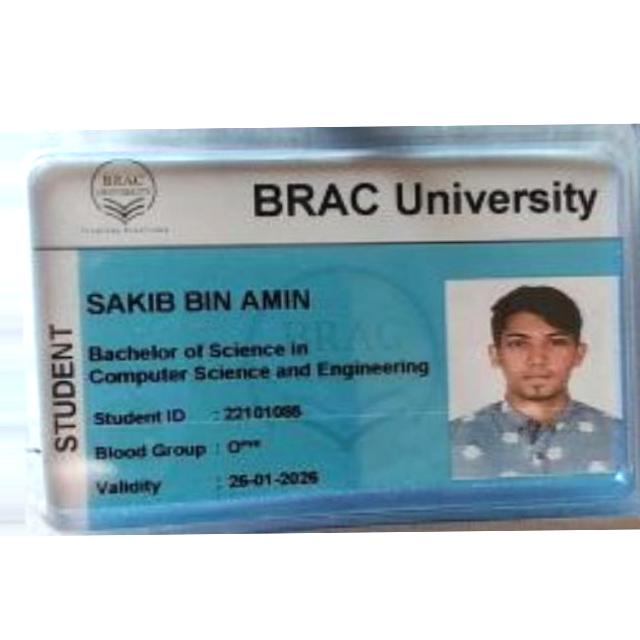 BRAC
UNIVERSITY
BRAC University
STUDENT
SAKIB BIN AMIN
Bachelor of Science in
Computer Science and Engineering
Student ID : 22101086
Blood Group : O+ve
Validity : 26-01-2026